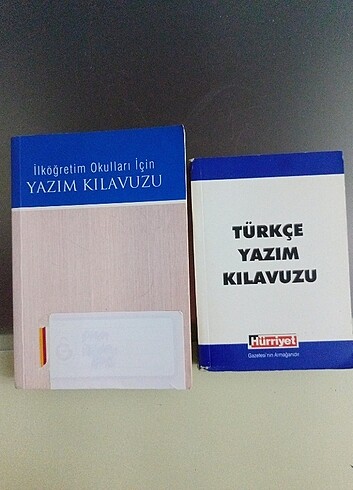 İlköğretim Okulları İçin
YAZIM KILAVUZU
TÜRKÇE
YAZIM
KILAVUZU
Hürriyet
Gazetesi'nin Armağanıdır.